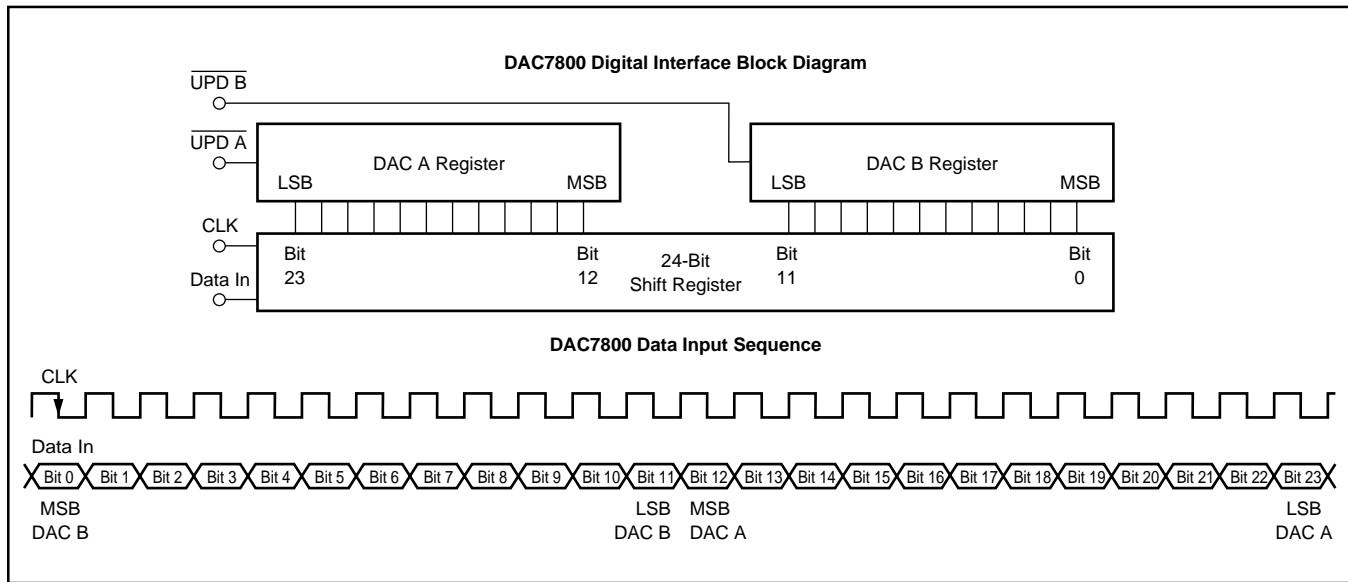 DAC7800 Digital Interface Block Diagram
UPD B
UPD A
DAC A Register
LSB MSB
DAC B Register
LSB MSB
CLK
Data In
Bit 23
Bit 12
24-Bit
Shift Register
Bit 11
Bit 0
DAC7800 Data Input Sequence
CLK
Data In
Bit 0 Bit 1 Bit 2 Bit 3 Bit 4 Bit 5 Bit 6 Bit 7 Bit 8 Bit 9 Bit 10 Bit 11 Bit 12 Bit 13 Bit 14 Bit 15 Bit 16 Bit 17 Bit 18 Bit 19 Bit 20 Bit 21 Bit 22 Bit 23
MSB LSB MSB LSB
DAC B DAC B DAC A DAC A